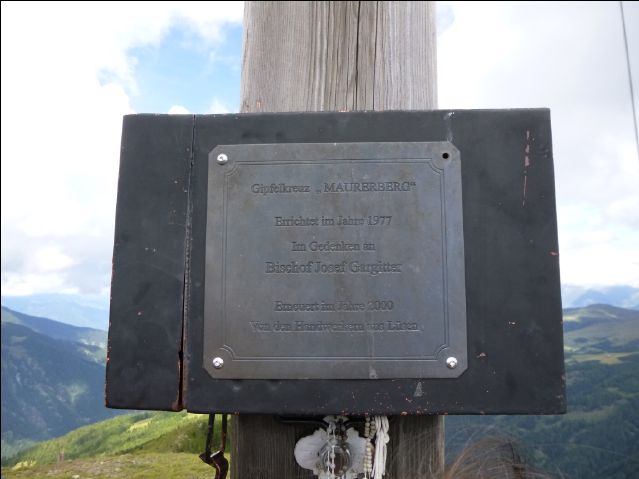 Gipfelkreuz „MAURERBERG“
Errichtet im Jahre 1977
Im Gedenken an
Bischof Josef Gargitter
Erneuert im Jahre 2000
Von den Handwerkern aus Lüsen